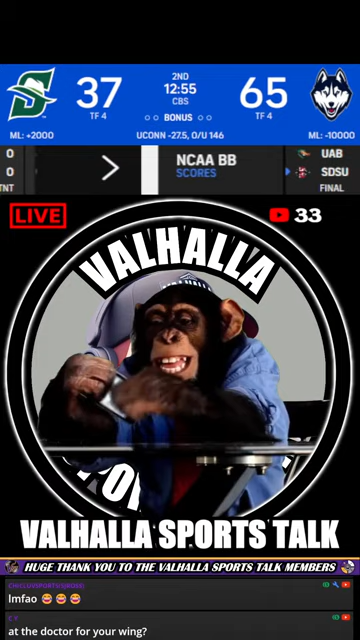 37
2ND
12:55
CBS
BONUS
65
TF 4
TF 4
ML: +2000
UCONN -27.5, O/U 146
ML: -10000
0
0
TNT
NCAA BB
SCORES
UAB
SDSU
FINAL
LIVE
33
VALHALLA
VALHALLA SPORTS TALK
HUGE THANK YOU TO THE VALHALLA SPORTS TALK MEMBERS
lmfao 😂😂😂
at the doctor for your wing?